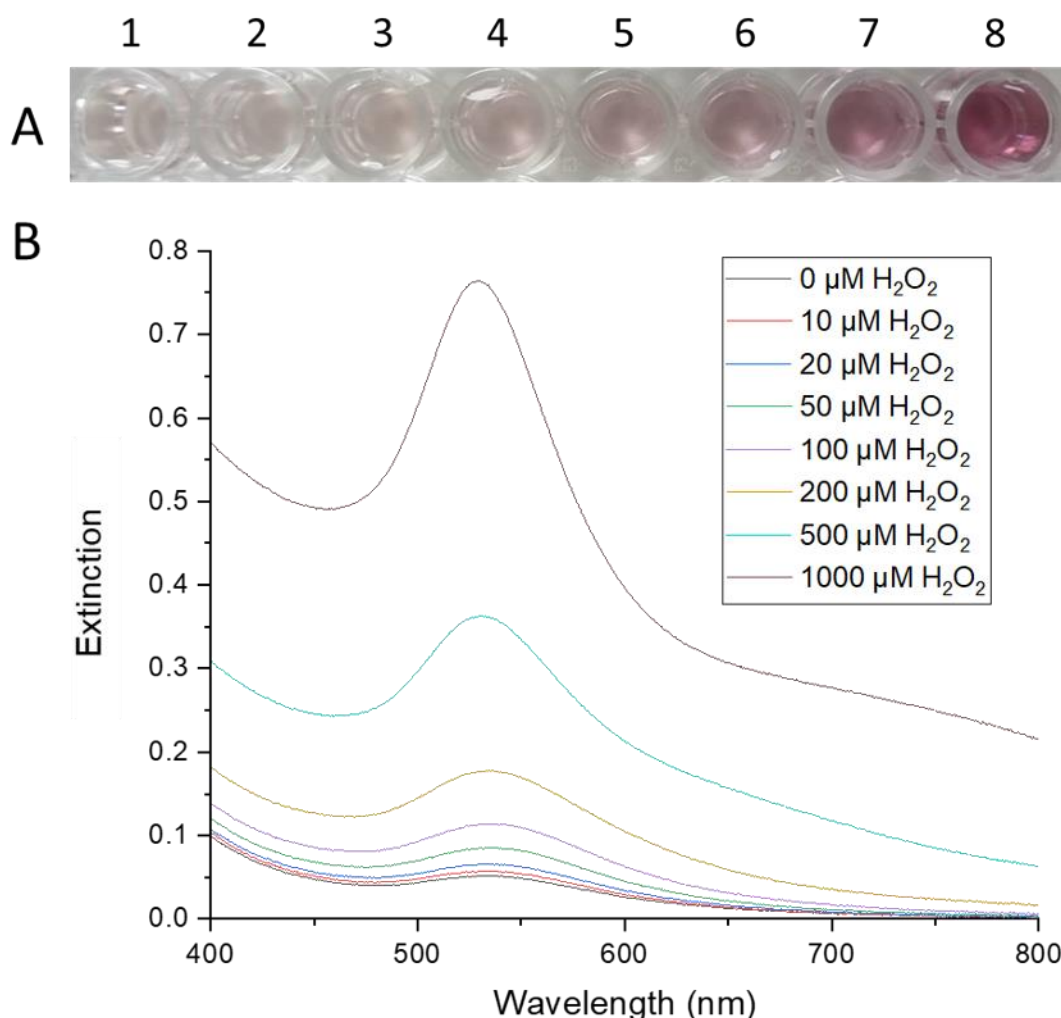 1 2 3 4 5 6 7 8
A
B
0.8
0.7
0.6
0.5
0.4
0.3
0.2
0.1
0.0
Extinction
0 µM H₂O₂
10 µM H₂O₂
20 µM H₂O₂
50 µM H₂O₂
100 µM H₂O₂
200 µM H₂O₂
500 µM H₂O₂
1000 µM H₂O₂
400 500 600 700 800
Wavelength (nm)